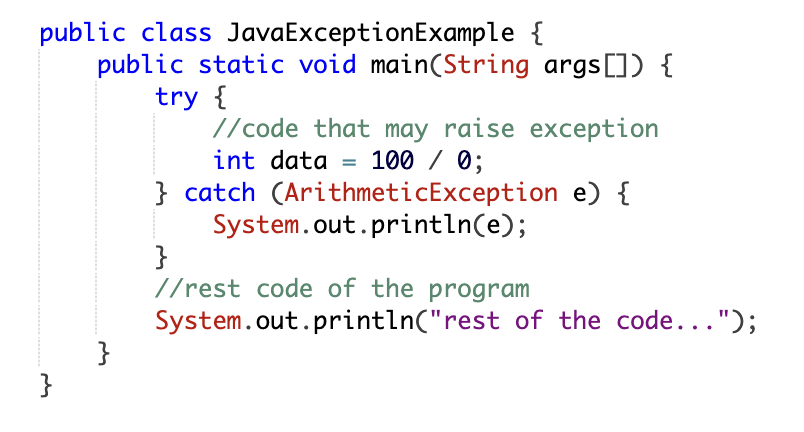 public class JavaExceptionExample {
    public static void main(String args[]) {
        try {
            //code that may raise exception
            int data = 100 / 0;
        } catch (ArithmeticException e) {
            System.out.println(e);
        }
        //rest code of the program
        System.out.println("rest of the code...");
    }
}